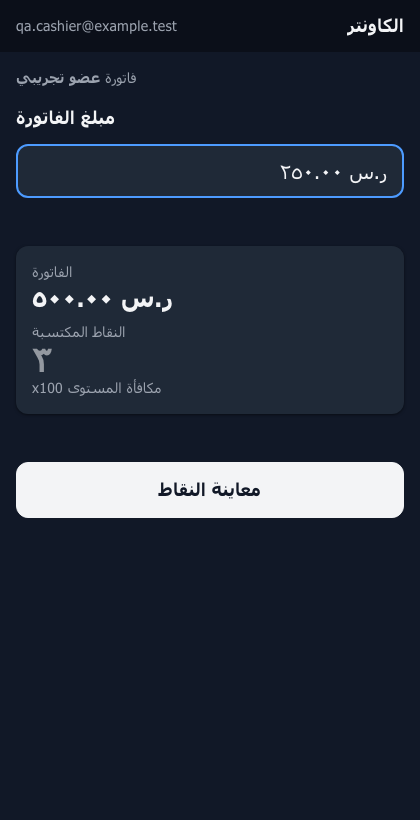 الكاونتر
qa.cashier@example.test
فاتورة عضو تجريبي
مبلغ الفاتورة
ر.س ٢٥٠.٠٠
الفاتورة
ر.س ٥٠٠.٠٠
النقاط المكتسبة
٣
مكافأة المستوى x100
معاينة النقاط